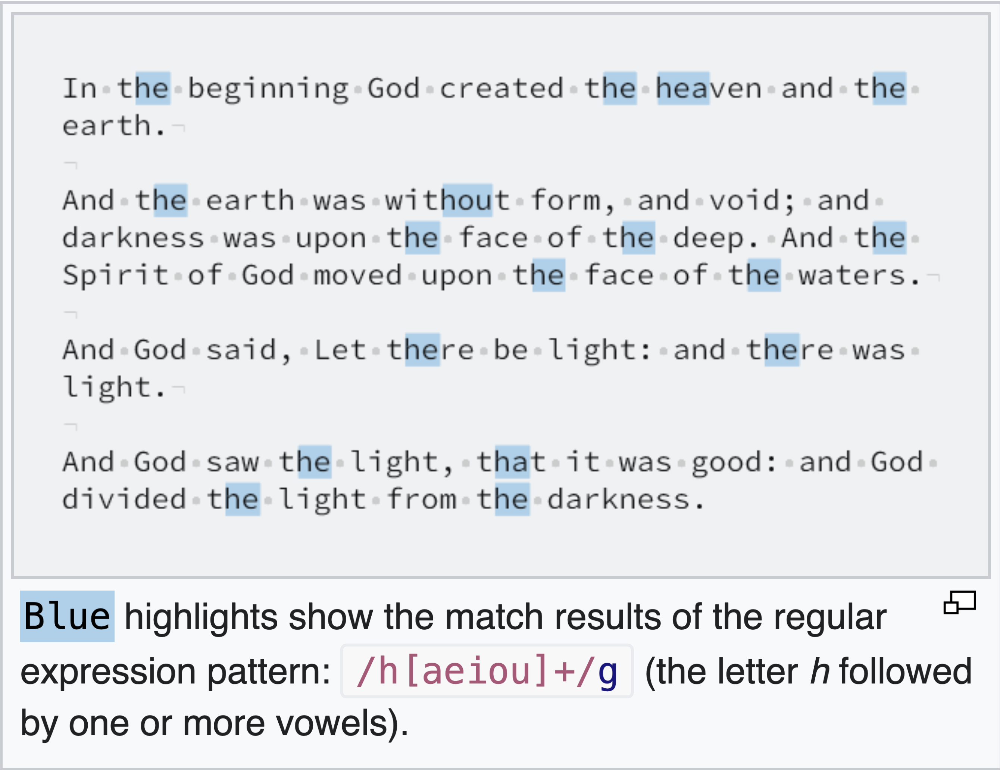 In·the·beginning·God·created·the·heaven·and·the·
earth.¬
¬
And·the·earth·was·without·form,·and·void;·and·
darkness·was·upon·the·face·of·the·deep.·And·the·
Spirit·of·God·moved·upon·the·face·of·the·waters.¬
¬
And·God·said,·Let·there·be·light:·and·there·was·
light.¬
¬
And·God·saw·the·light,·that·it·was·good:·and·God·
divided·the·light·from·the·darkness.
Blue highlights show the match results of the regular
expression pattern: /h[aeiou]+/g (the letter h followed
by one or more vowels).